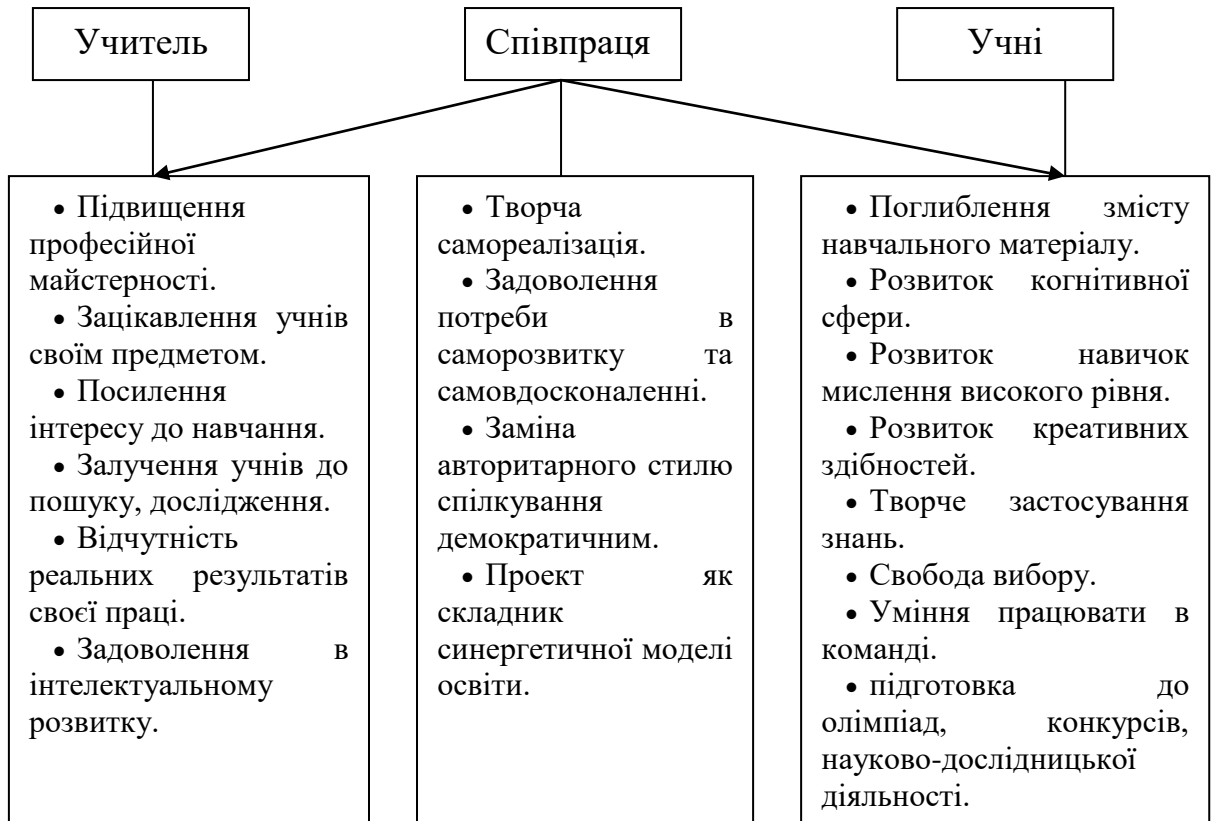 Учитель
Співпраця
Учні
• Підвищення
професійної
майстерності.
• Зацікавлення учнів
своїм предметом.
• Посилення
інтересу до навчання.
• Залучення учнів до
пошуку, дослідження.
• Відчутність
реальних результатів
своєї праці.
• Задоволення в
інтелектуальному
розвитку.
• Творча
самореалізація.
• Задоволення
потреби в
саморозвитку та
самовдосконаленні.
• Заміна
авторитарного стилю
спілкування
демократичним.
• Проект як
складник
синергетичної моделі
освіти.
• Поглиблення змісту
навчального матеріалу.
• Розвиток когнітивної
сфери.
• Розвиток навичок
мислення високого рівня.
• Розвиток креативних
здібностей.
• Творче застосування
знань.
• Свобода вибору.
• Уміння працювати в
команді.
• підготовка до
олімпіад, конкурсів,
науково-дослідницької
діяльності.